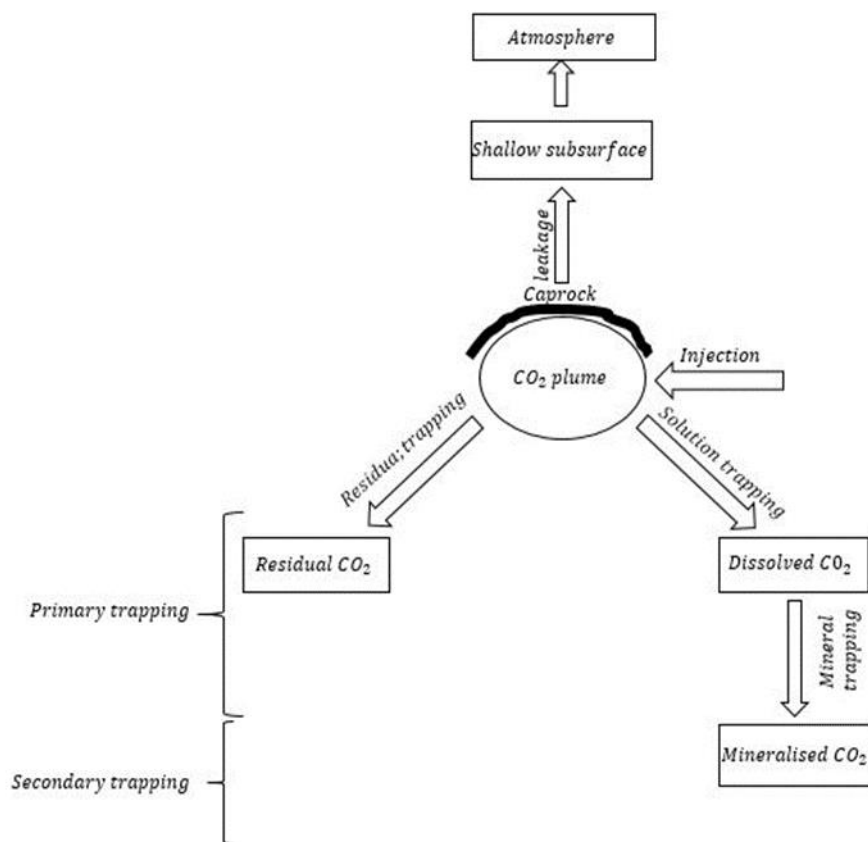 Atmosphere
Shallow subsurface
leakage
Caprock
Injection
CO₂ plume
Residua;trapping
Solution trapping
Residual CO₂
Dissolved C0₂
Primary trapping
Mineral
trapping
Mineralised CO₂
Secondary trapping